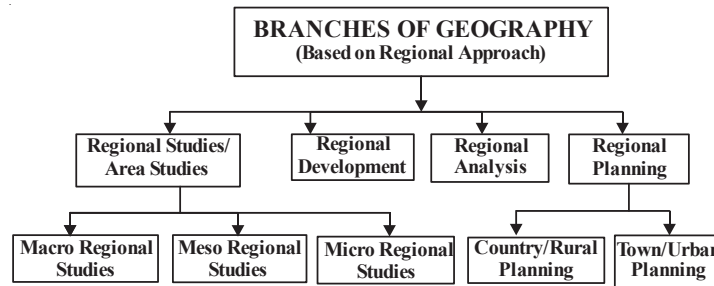 BRANCHES OF GEOGRAPHY
(Based on Regional Approach)
Regional Studies/
Area Studies
Regional
Development
Regional
Analysis
Regional
Planning
Macro Regional
Studies
Meso Regional
Studies
Micro Regional
Studies
Country/Rural
Planning
Town/Urban
Planning